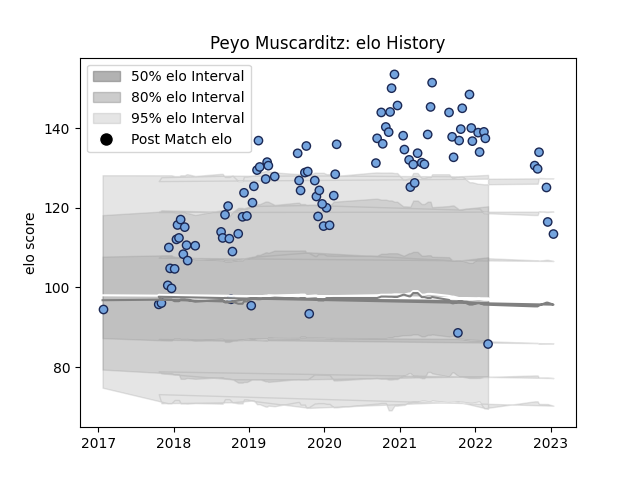 Peyo Muscarditz: elo History
50% elo Interval
80% elo Interval
95% elo Interval
Post Match elo
elo score
140
120
100
80
2017 2018 2019 2020 2021 2022 2023